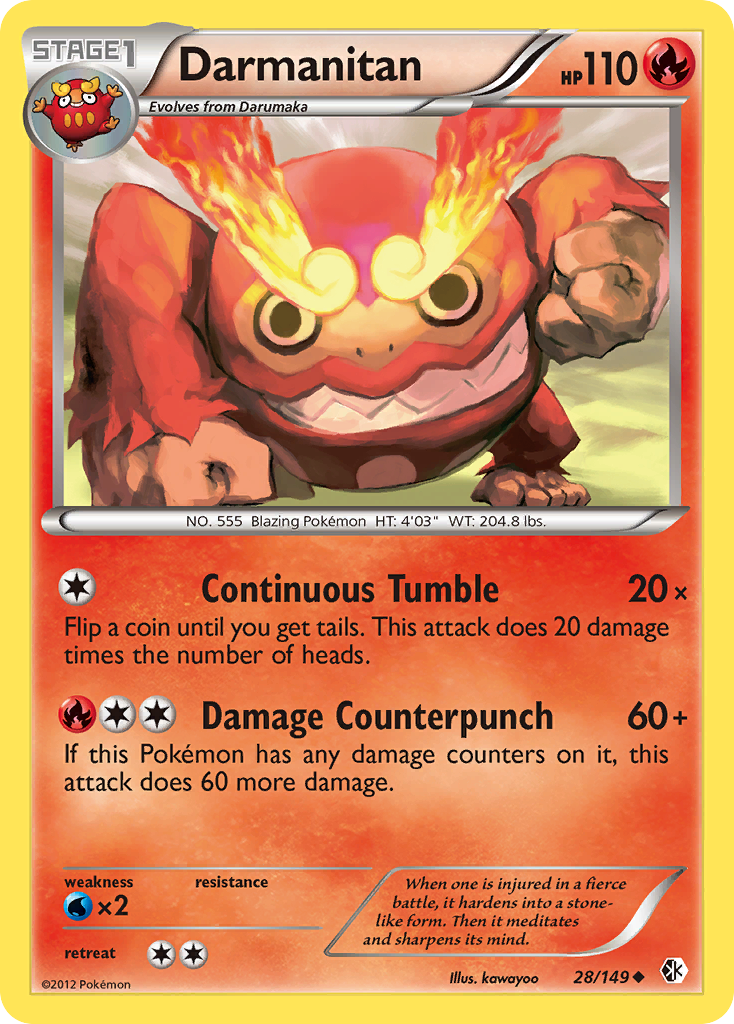 STAGE1
Darmanitan
HP110
Evolves from Darumaka
NO. 555 Blazing Pokémon HT: 4'03" WT: 204.8 lbs.
Continuous Tumble 20×
Flip a coin until you get tails. This attack does 20 damage
times the number of heads.
Damage Counterpunch 60+
If this Pokémon has any damage counters on it, this
attack does 60 more damage.
weakness resistance
×2
retreat
When one is injured in a fierce
battle, it hardens into a stone-
like form. Then it meditates
and sharpens its mind.
©2012 Pokémon
Illus. kawayoo
28/149